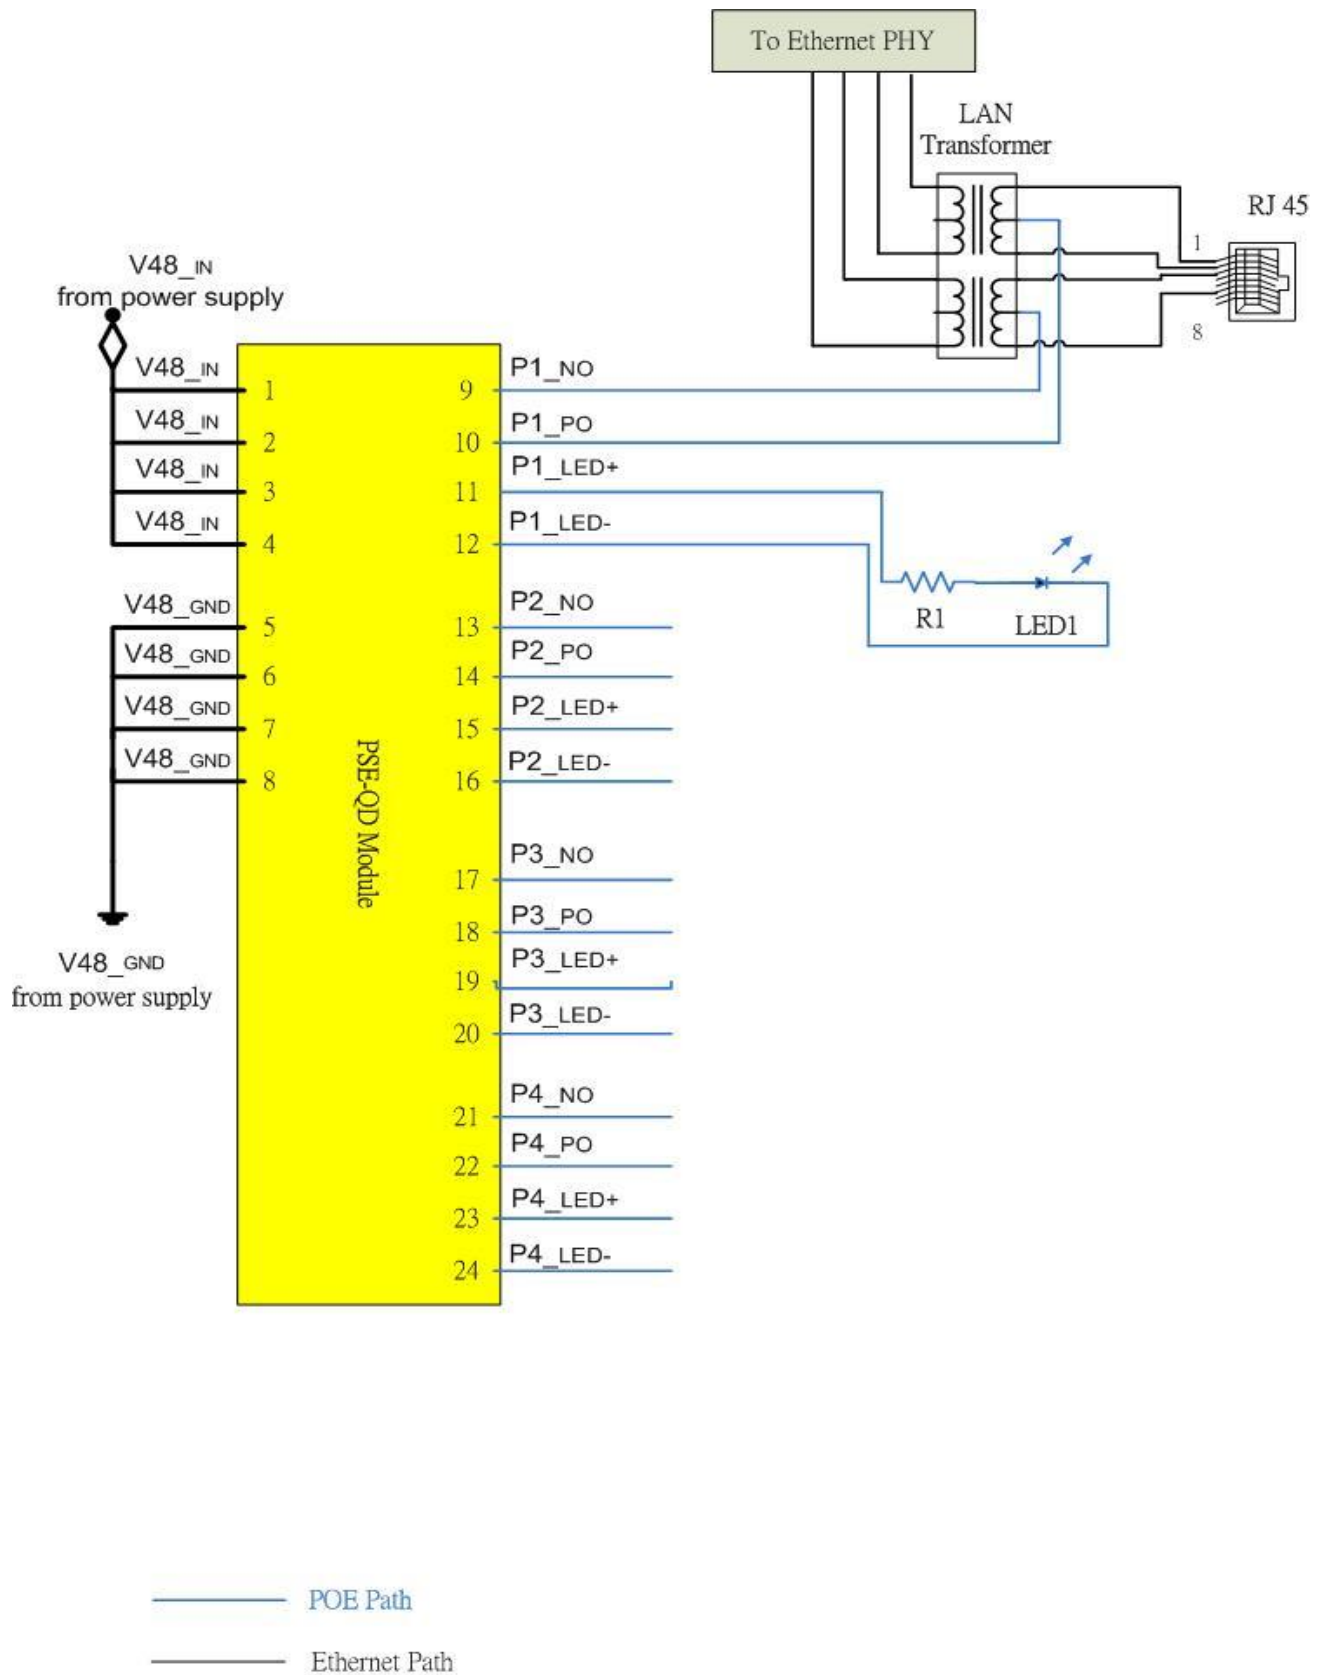 To Ethernet PHY
LAN
Transformer
RJ 45
1
8
V48_IN
from power supply
V48_IN
1
V48_IN
2
V48_IN
3
V48_IN
4
V48_GND
5
V48_GND
6
V48_GND
7
V48_GND
8
V48_GND
from power supply
PSE-QD Module
9
P1_NO
10
P1_PO
11
P1_LED+
12
P1_LED-
R1
LED1
13
P2_NO
14
P2_PO
15
P2_LED+
16
P2_LED-
17
P3_NO
18
P3_PO
19
P3_LED+
20
P3_LED-
21
P4_NO
22
P4_PO
23
P4_LED+
24
P4_LED-
POE Path
Ethernet Path